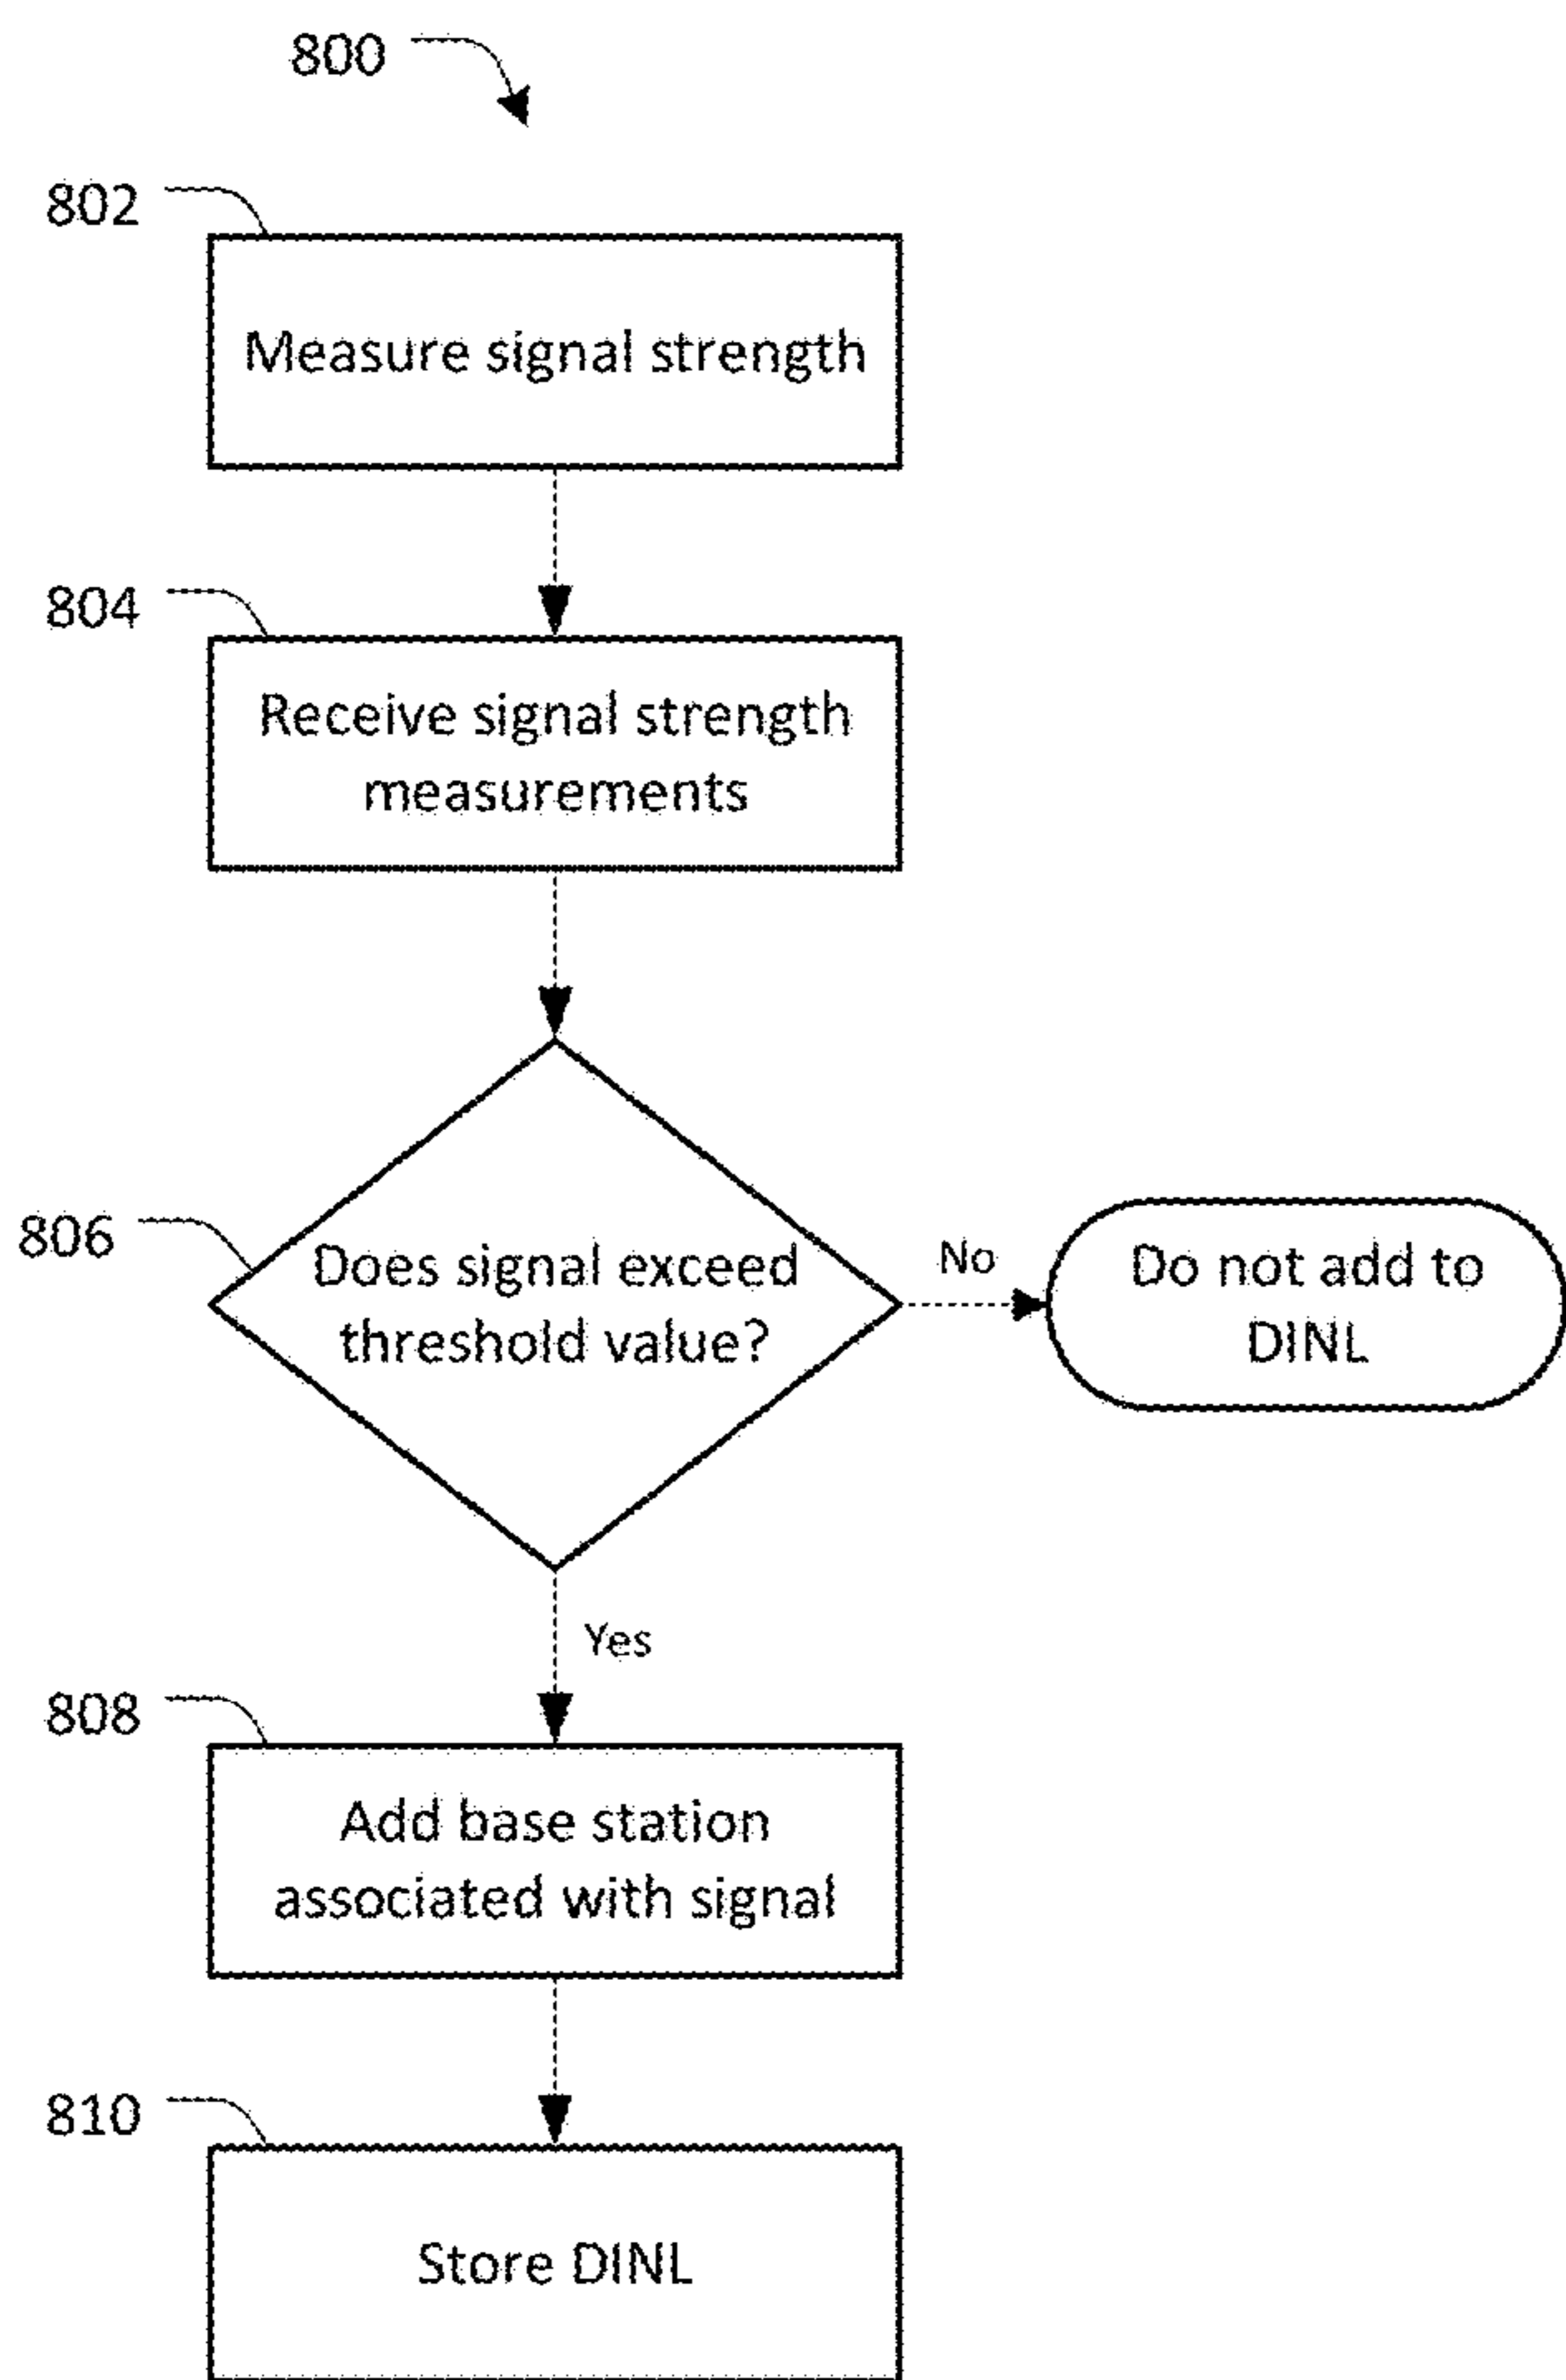 800
802
Measure signal strength
804
Receive signal strength
measurements
806
Does signal exceed
threshold value?
No
Do not add to
DINL
Yes
808
Add base station
associated with signal
810
Store DINL